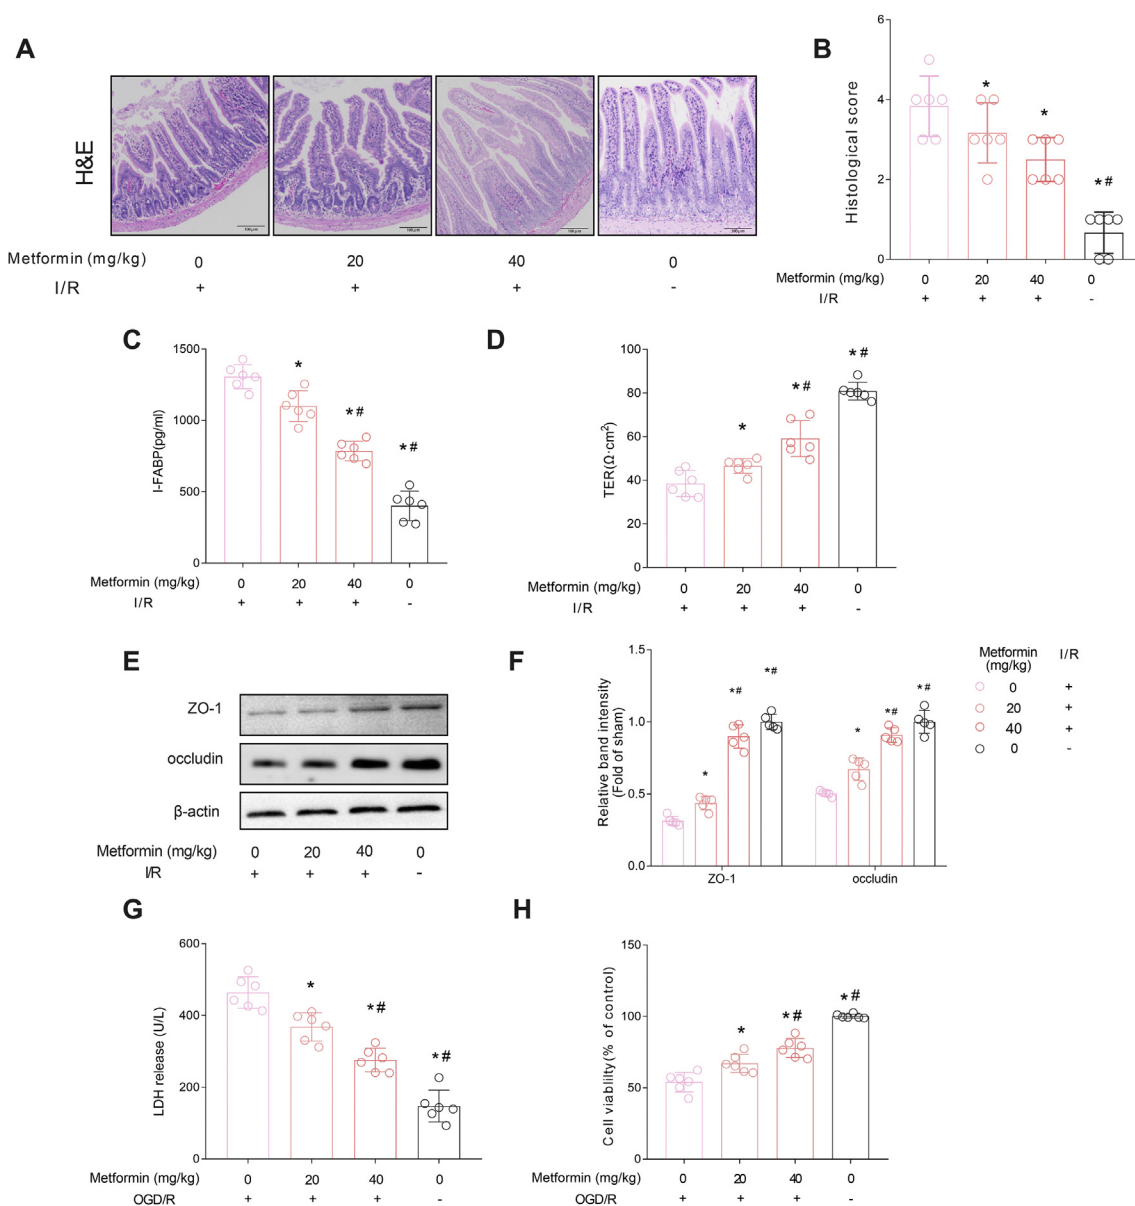 A
H&E
100μm
100μm
100μm
100μm
Metformin (mg/kg) 0 20 40 0
I/R + + + -
B
Histological score
6
4
2
0
*
*
*#
Metformin (mg/kg) 0 20 40 0
I/R + + + -
C
I-FABP(pg/ml)
1500
1000
500
0
*
*#
*#
Metformin (mg/kg) 0 20 40 0
I/R + + + -
D
TER(Ω·cm²)
100
80
60
40
20
0
*
*#
*#
Metformin (mg/kg) 0 20 40 0
I/R + + + -
E
ZO-1
occludin
β-actin
Metformin (mg/kg) 0 20 40 0
I/R + + + -
F
Relative band intensity
(Fold of sham)
1.5
1.0
0.5
0.0
*
*#
*#
*
*#
*#
ZO-1 occludin
Metformin (mg/kg) I/R
0 +
20 +
40 +
0 -
G
LDH release (U/L)
600
400
200
0
*
*#
*#
Metformin (mg/kg) 0 20 40 0
OGD/R + + + -
H
Cell viablility(% of control)
150
100
50
0
*
*#
*#
Metformin (mg/kg) 0 20 40 0
OGD/R + + + -